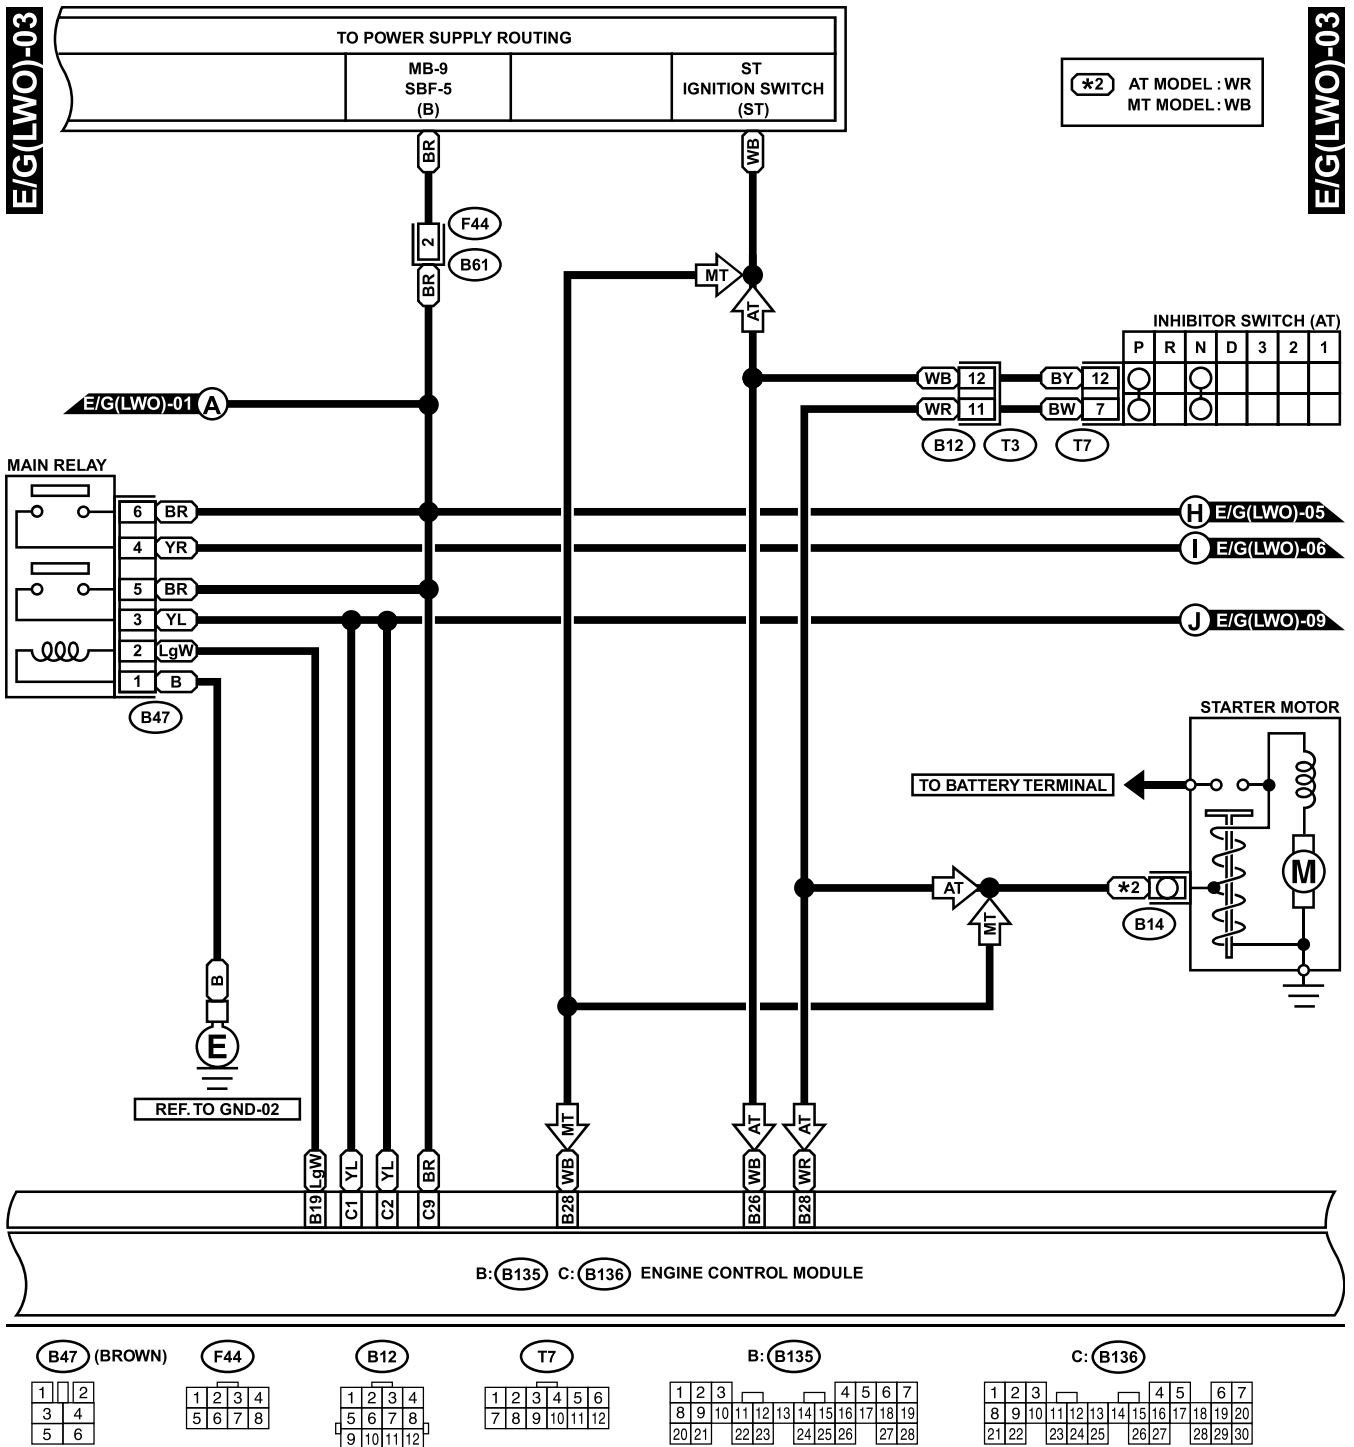 E/G(LWO)-03
E/G(LWO)-03
TO POWER SUPPLY ROUTING
MB-9
SBF-5
(B)
ST
IGNITION SWITCH
(ST)
*2 AT MODEL : WR
MT MODEL : WB
BR
WB
2
F44
B61
BR
MT
AT
INHIBITOR SWITCH (AT)
P R N D 3 2 1
WB 12 BY 12
WR 11 BW 7
B12 T3 T7
E/G(LWO)-01 A
MAIN RELAY
6 BR
H E/G(LWO)-05
4 YR
I E/G(LWO)-06
5 BR
3 YL
J E/G(LWO)-09
2 LgW
1 B
B47
STARTER MOTOR
TO BATTERY TERMINAL
M
AT
*2
B14
MT
B
E
REF. TO GND-02
MT AT AT
LgW YL YL BR WB WB WR
B19 C1 C2 C9 B28 B26 B28
B: B135 C: B136 ENGINE CONTROL MODULE
B47 (BROWN)
1 2
3 4
5 6
F44
1 2 3 4
5 6 7 8
B12
1 2 3 4
5 6 7 8
9 10 11 12
T7
1 2 3 4 5 6
7 8 9 10 11 12
B: B135
1 2 3 4 5 6 7
8 9 10 11 12 13 14 15 16 17 18 19
20 21 22 23 24 25 26 27 28
C: B136
1 2 3 4 5 6 7
8 9 10 11 12 13 14 15 16 17 18 19 20
21 22 23 24 25 26 27 28 29 30